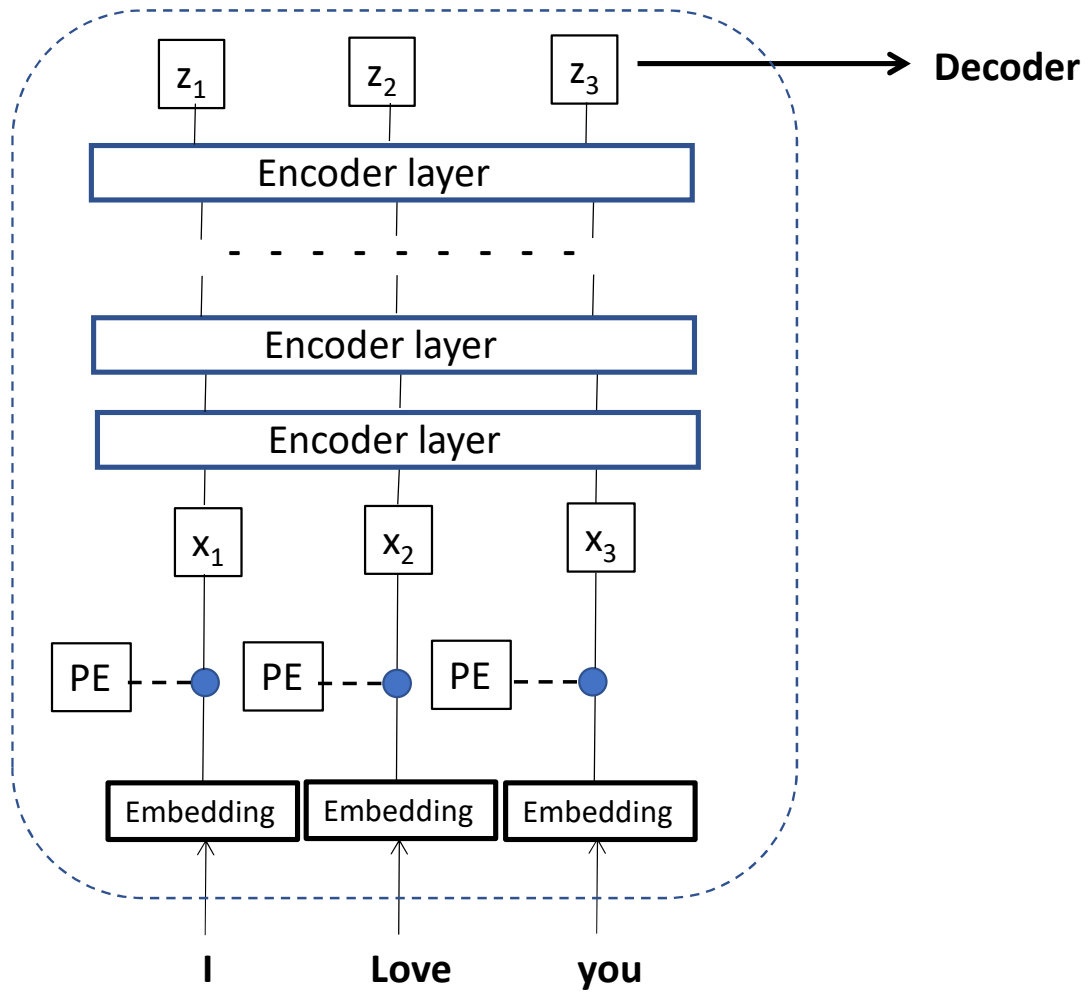 z1 z2 z3 Decoder
Encoder layer
- - - - - - - - -
Encoder layer
Encoder layer
x1 x2 x3
PE PE PE
Embedding Embedding Embedding
I Love you